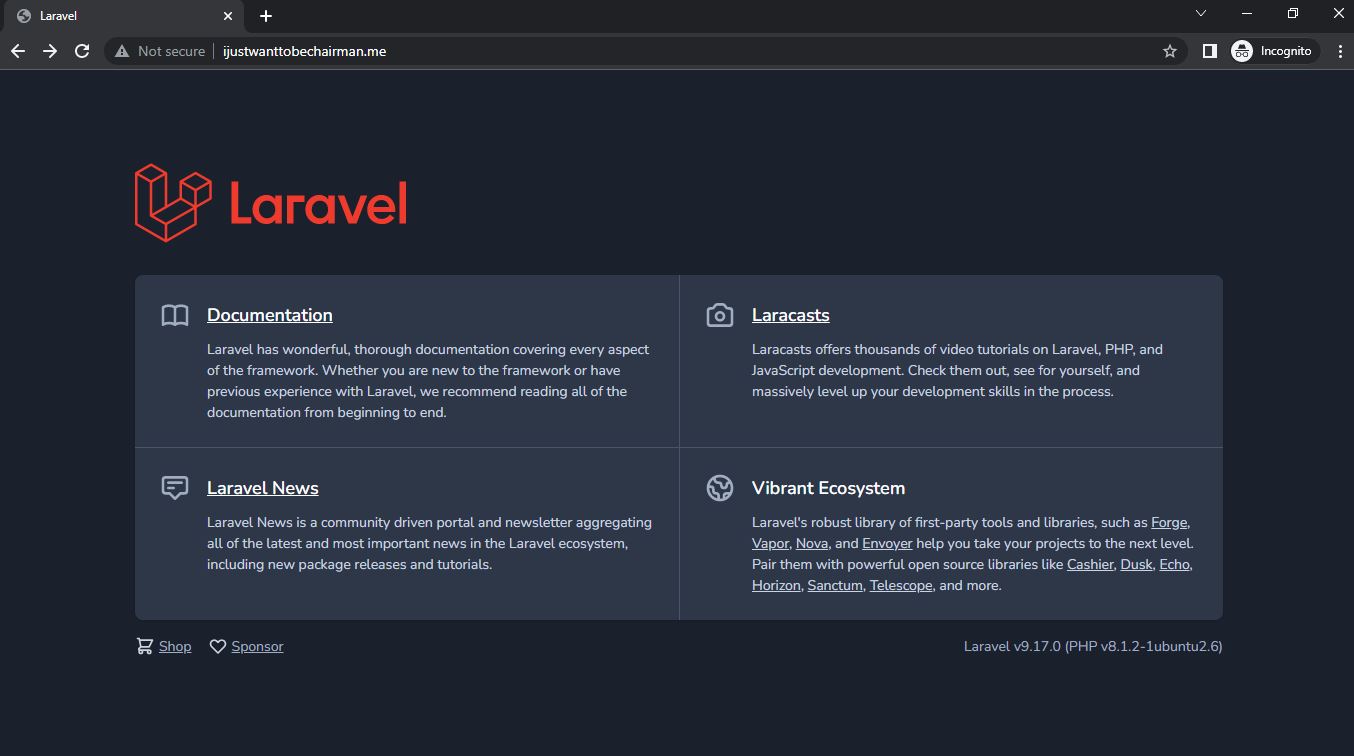 Laravel
Not secure ijustwanttobechairman.me Incognito
Laravel
Documentation
Laravel has wonderful, thorough documentation covering every aspect
of the framework. Whether you are new to the framework or have
previous experience with Laravel, we recommend reading all of the
documentation from beginning to end.
Laracasts
Laracasts offers thousands of video tutorials on Laravel, PHP, and
JavaScript development. Check them out, see for yourself, and
massively level up your development skills in the process.
Laravel News
Laravel News is a community driven portal and newsletter aggregating
all of the latest and most important news in the Laravel ecosystem,
including new package releases and tutorials.
Vibrant Ecosystem
Laravel's robust library of first-party tools and libraries, such as Forge,
Vapor, Nova, and Envoyer help you take your projects to the next level.
Pair them with powerful open source libraries like Cashier, Dusk, Echo,
Horizon, Sanctum, Telescope, and more.
Shop Sponsor Laravel v9.17.0 (PHP v8.1.2-1ubuntu2.6)